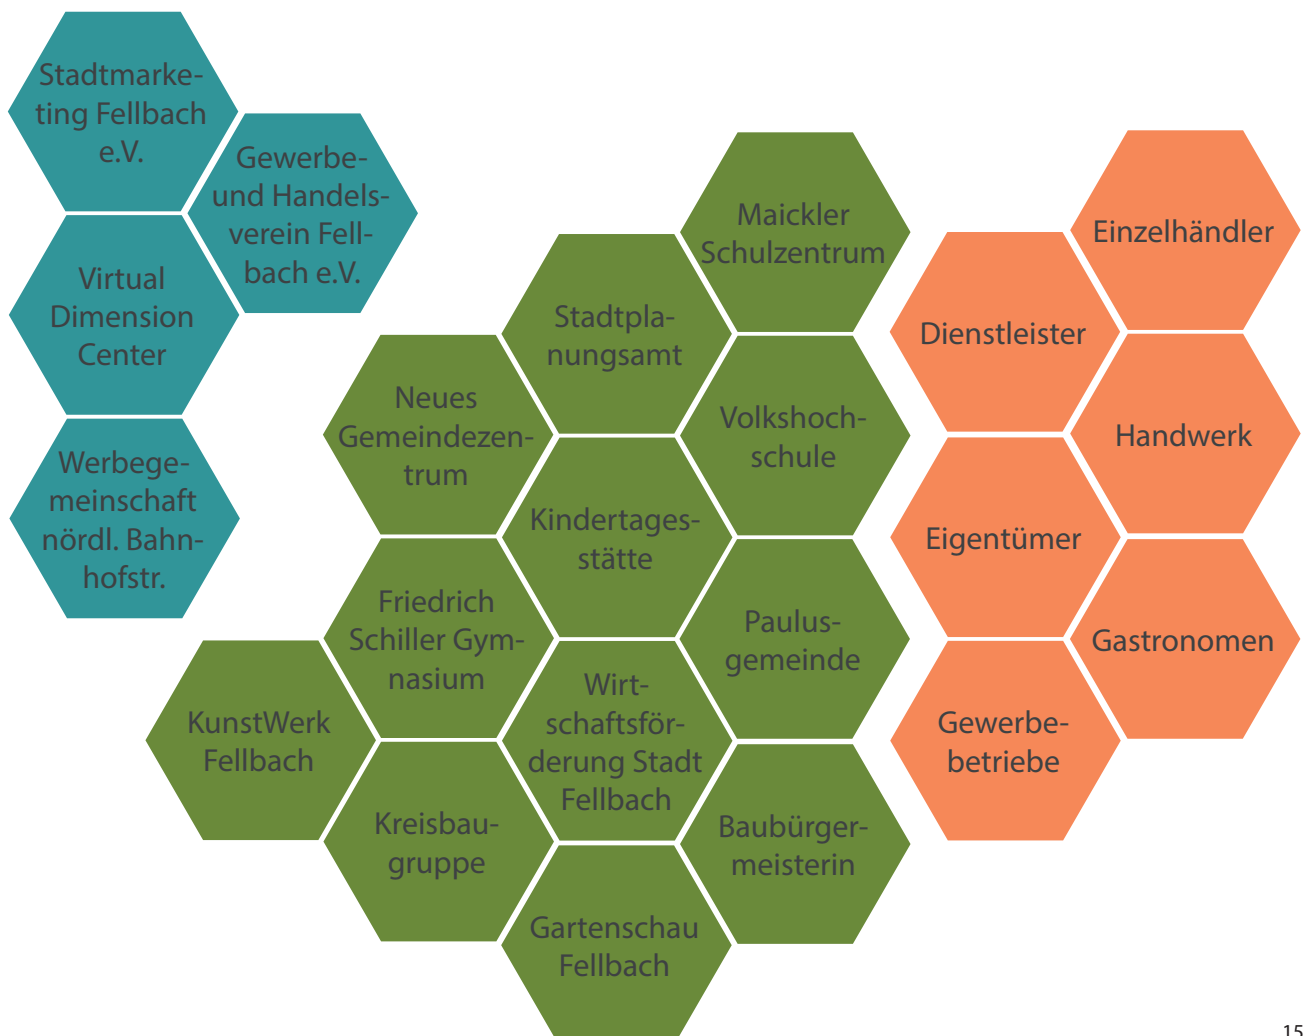 Stadtmarke-
ting Fellbach
e.V.
Gewerbe-
und Handels-
verein Fell-
bach e.V.
Virtual
Dimension
Center
Werbege-
meinschaft
nördl. Bahn-
hofstr.
Maickler
Schulzentrum
Stadtpla-
nungsamt
Neues
Gemeindezen-
trum
Volkshoch-
schule
Kindertages-
stätte
Friedrich
Schiller Gym-
nasium
Paulus-
gemeinde
KunstWerk
Fellbach
Wirt-
schaftsför-
derung Stadt
Fellbach
Kreisbau-
gruppe
Baubürger-
meisterin
Gartenschau
Fellbach
Einzelhändler
Dienstleister
Handwerk
Eigentümer
Gastronomen
Gewerbe-
betriebe
15